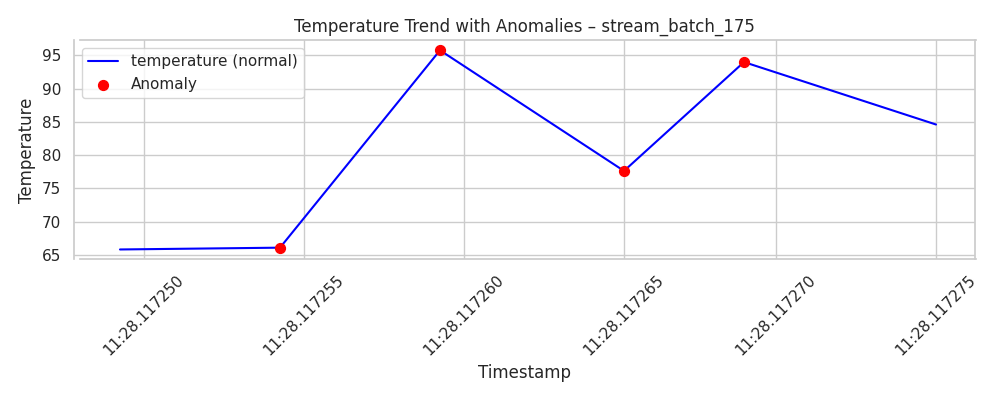 Temperature Trend with Anomalies – stream_batch_175
temperature (normal)
Anomaly
Temperature
95
90
85
80
75
70
65
11:28.117250
11:28.117255
11:28.117260
11:28.117265
11:28.117270
11:28.117275
Timestamp